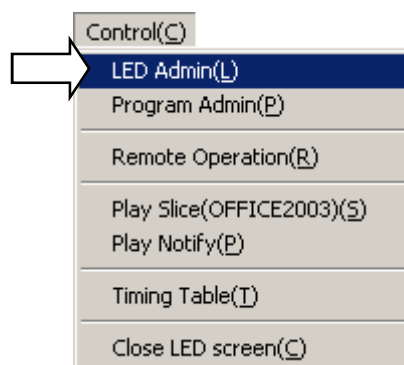 Control(C)
LED Admin(L)
Program Admin(P)
Remote Operation(R)
Play Slice(OFFICE2003)(S)
Play Notify(P)
Timing Table(T)
Close LED screen(C)